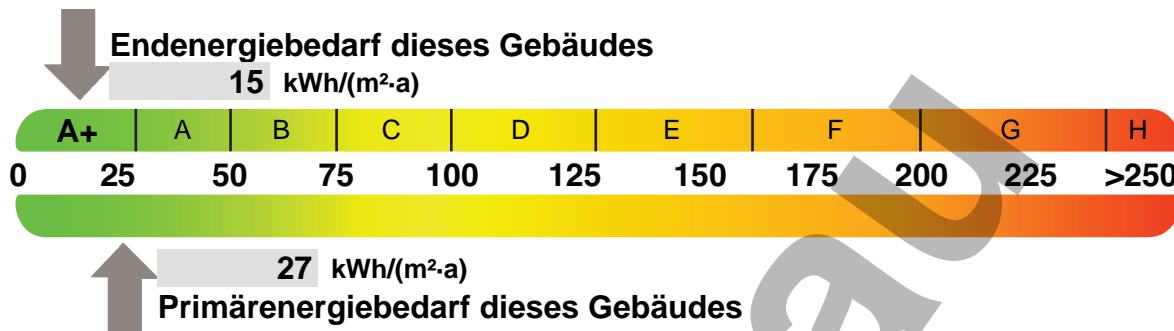 Endenergiebedarf dieses Gebäudes
15 kWh/(m²·a)
A+ A B C D E F G H
0 25 50 75 100 125 150 175 200 225 >250
27 kWh/(m²·a)
Primärenergiebedarf dieses Gebäudes
au